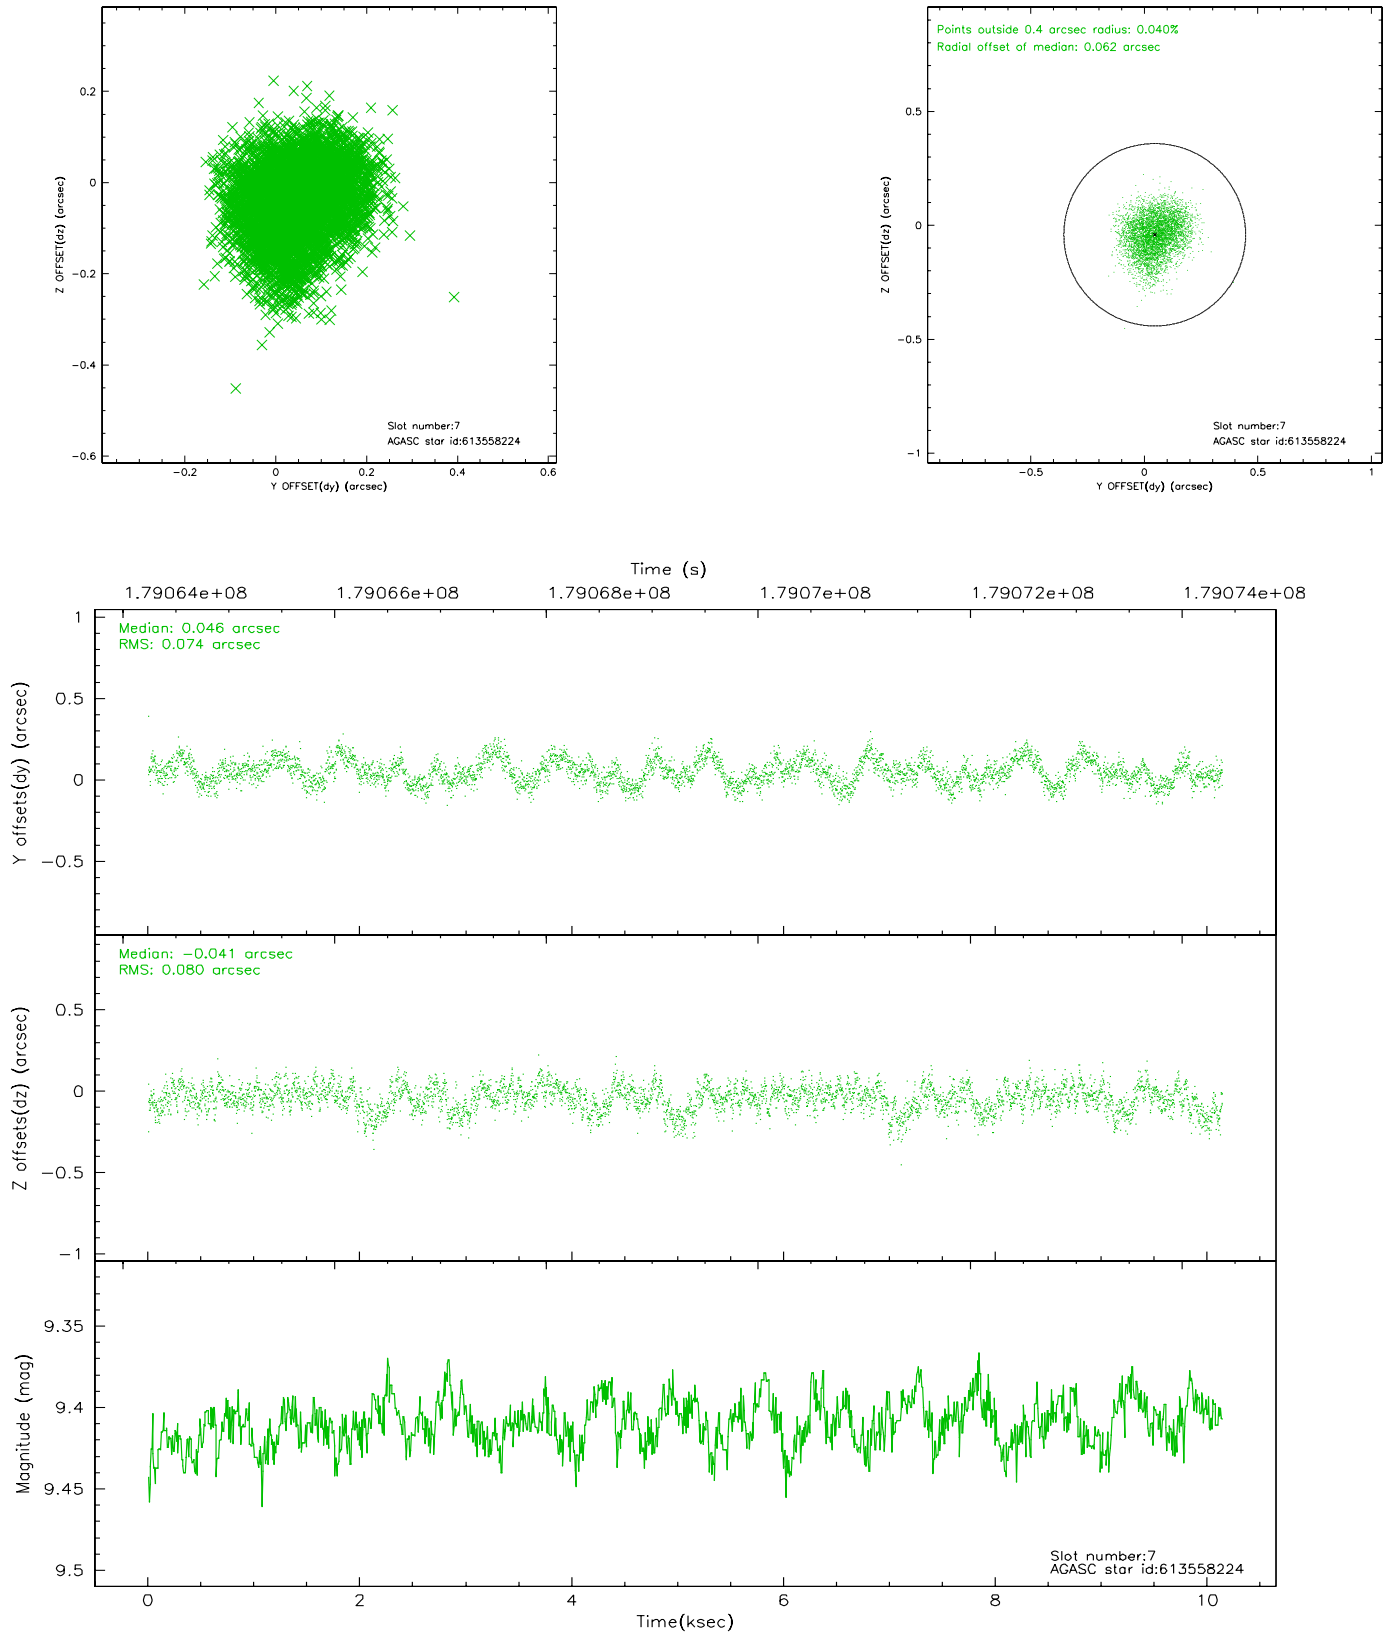 0.2
0
−0.2
−0.4
−0.6
Z OFFSET(dz) (arcsec)
Slot number:7
AGASC star id:613558224
−0.2
0
0.2
0.4
0.6
Y OFFSET(dy) (arcsec)
Points outside 0.4 arcsec radius: 0.040%
Radial offset of median: 0.062 arcsec
0.5
0
−0.5
−1
Z OFFSET(dz) (arcsec)
Slot number:7
AGASC star id:613558224
−0.5
0
0.5
1
Y OFFSET(dy) (arcsec)
Time (s)
1.79064e+08
1.79066e+08
1.79068e+08
1.7907e+08
1.79072e+08
1.79074e+08
Median: 0.046 arcsec
RMS: 0.074 arcsec
1
0.5
0
−0.5
Y offsets(dy) (arcsec)
Median: −0.041 arcsec
RMS: 0.080 arcsec
0.5
0
−0.5
−1
Z offsets(dz) (arcsec)
9.35
9.4
9.45
9.5
Magnitude (mag)
Slot number:7
AGASC star id:613558224
0
2
4
6
8
10
Time(ksec)